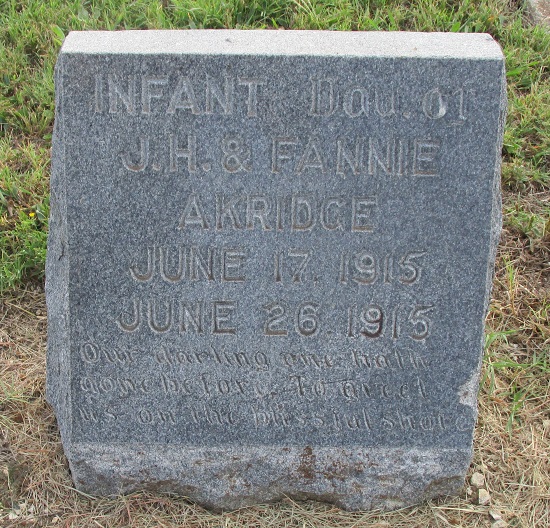 INFANT Dau. of
J.H. & FANNIE
AKRIDGE
JUNE 17. 1915
JUNE 26. 1915
Our darling one hath
gone before, To greet
us on the blissful shore